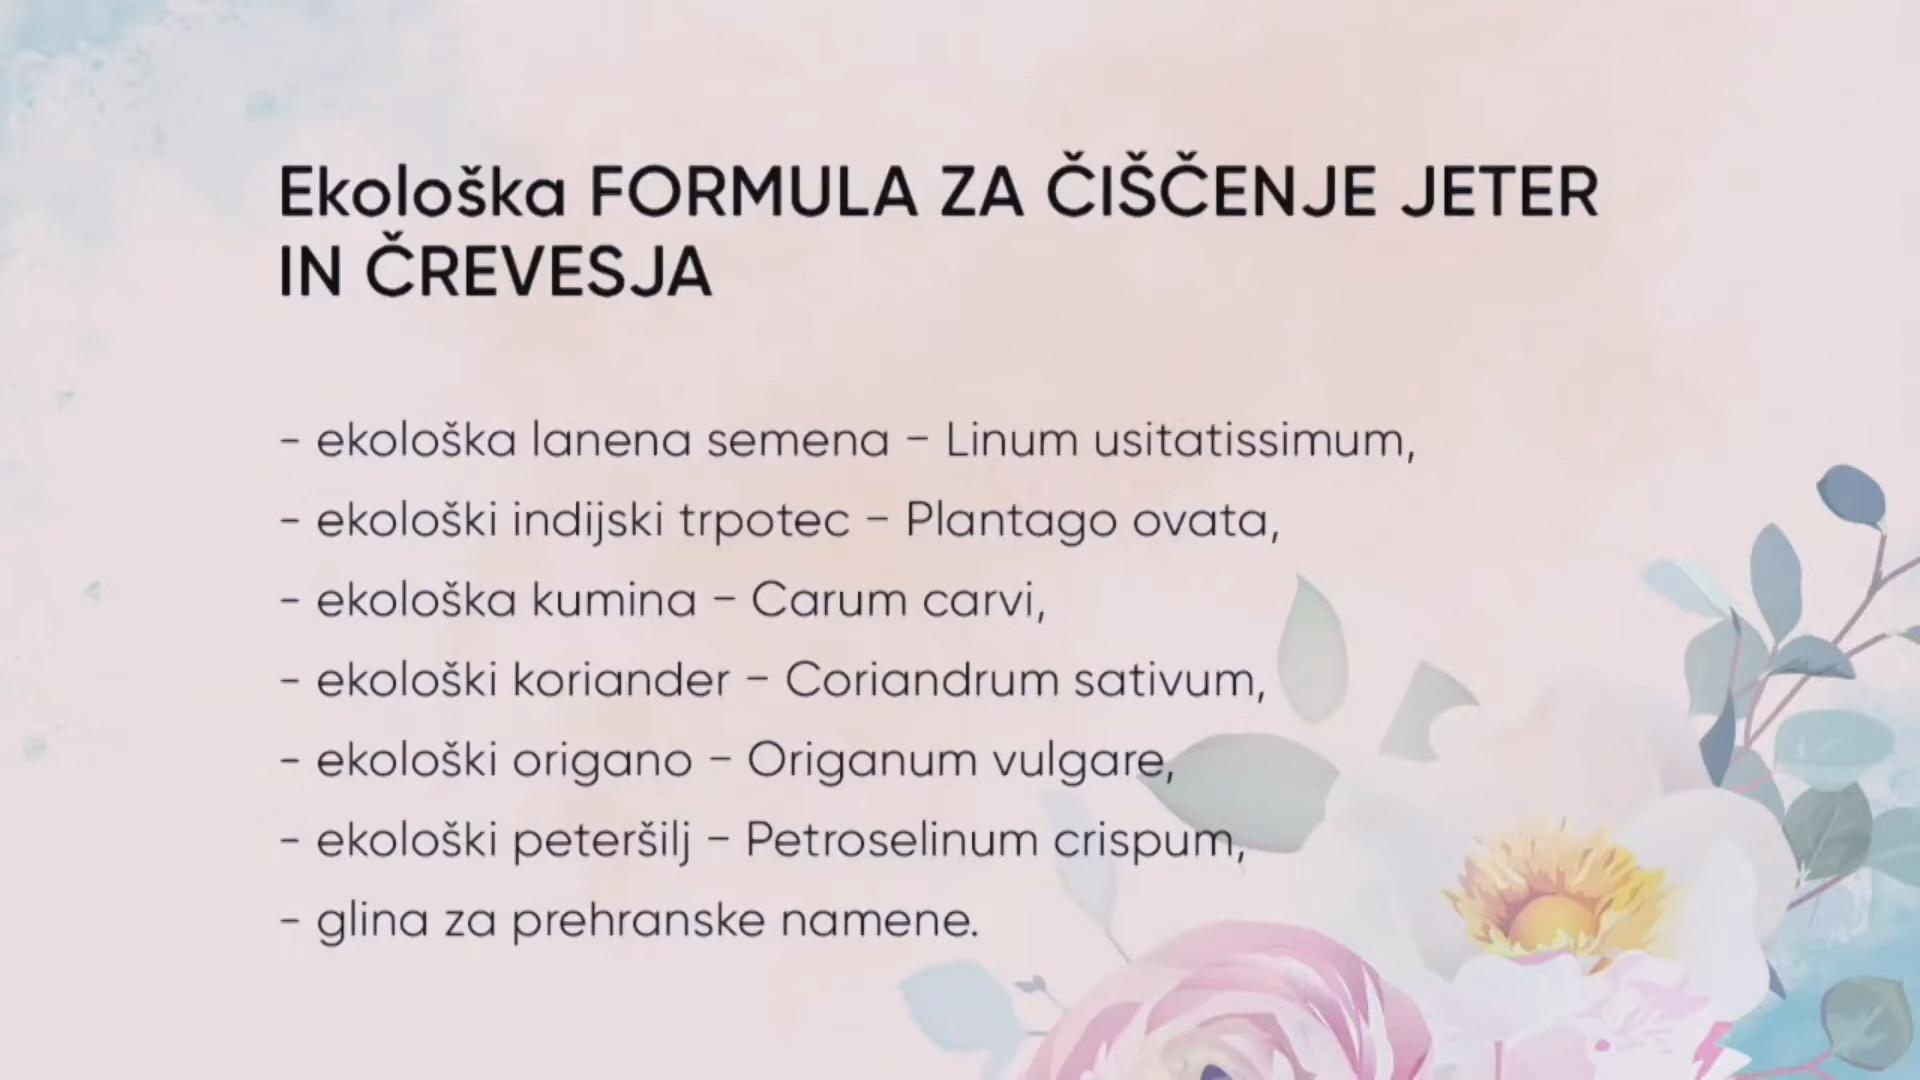 Ekološka FORMULA ZA ČIŠČENJE JETER
IN ČREVESJA
- ekološka lanena semena – Linum usitatissimum,
- ekološki indijski trpotec – Plantago ovata,
- ekološka kumina – Carum carvi,
- ekološki koriander – Coriandrum sativum,
- ekološki origano – Origanum vulgare,
- ekološki peteršilj – Petroselinum crispum,
- glina za prehranske namene.